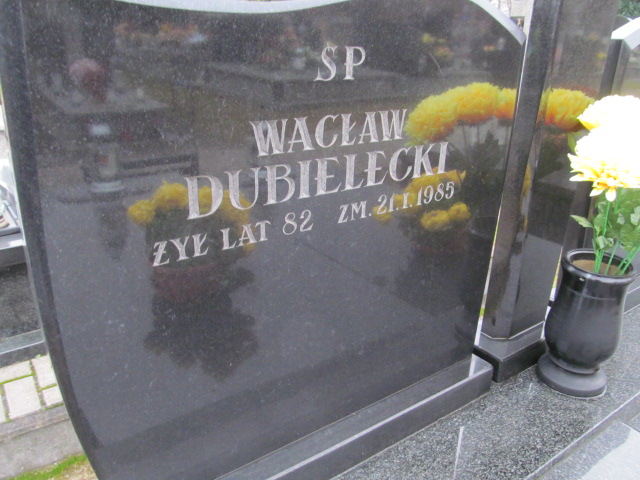 SP
WACŁAW
DUBIELECKI
ŻYŁ LAT 82 ZM. 21.I.1985